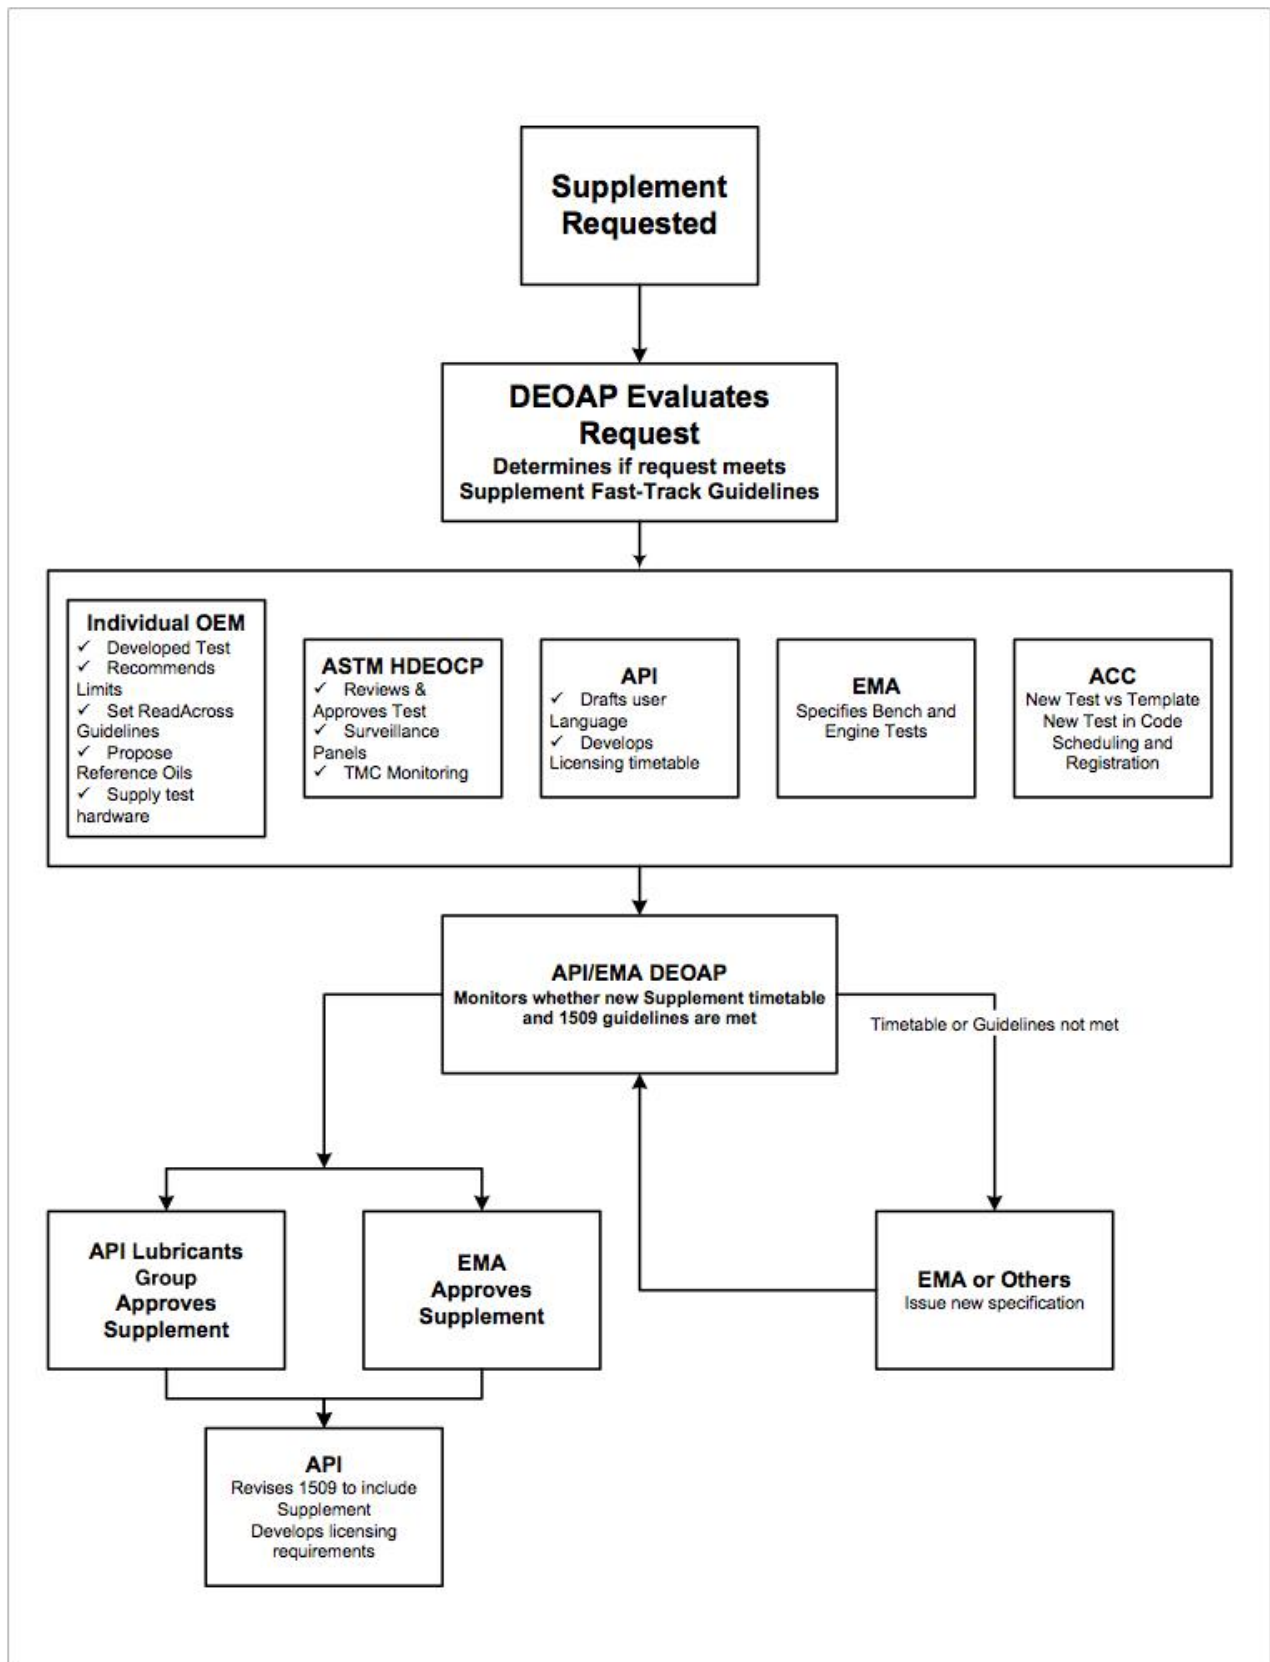 Supplement
Requested
DEOAP Evaluates
Request
Determines if request meets
Supplement Fast-Track Guidelines
Individual OEM
✓ Developed Test
✓ Recommends
Limits
✓ Set ReadAcross
Guidelines
✓ Propose
Reference Oils
✓ Supply test
hardware
ASTM HDEOCP
✓ Reviews &
Approves Test
✓ Surveillance
Panels
✓ TMC Monitoring
API
✓ Drafts user
Language
✓ Develops
Licensing timetable
EMA
Specifies Bench and
Engine Tests
ACC
New Test vs Template
New Test in Code
Scheduling and
Registration
API/EMA DEOAP
Monitors whether new Supplement timetable
and 1509 guidelines are met
Timetable or Guidelines not met
API Lubricants
Group
Approves
Supplement
EMA
Approves
Supplement
EMA or Others
Issue new specification
API
Revises 1509 to include
Supplement
Develops licensing
requirements